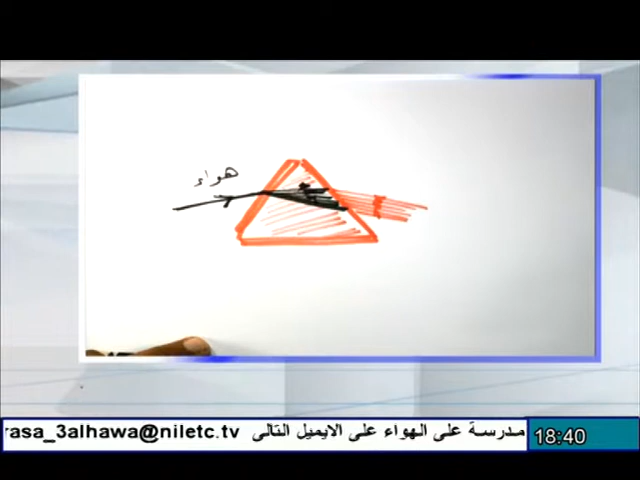 هواء
مدرسة على الهواء على الايميل التالى rasa_3alhawa@niletc.tv
18:40